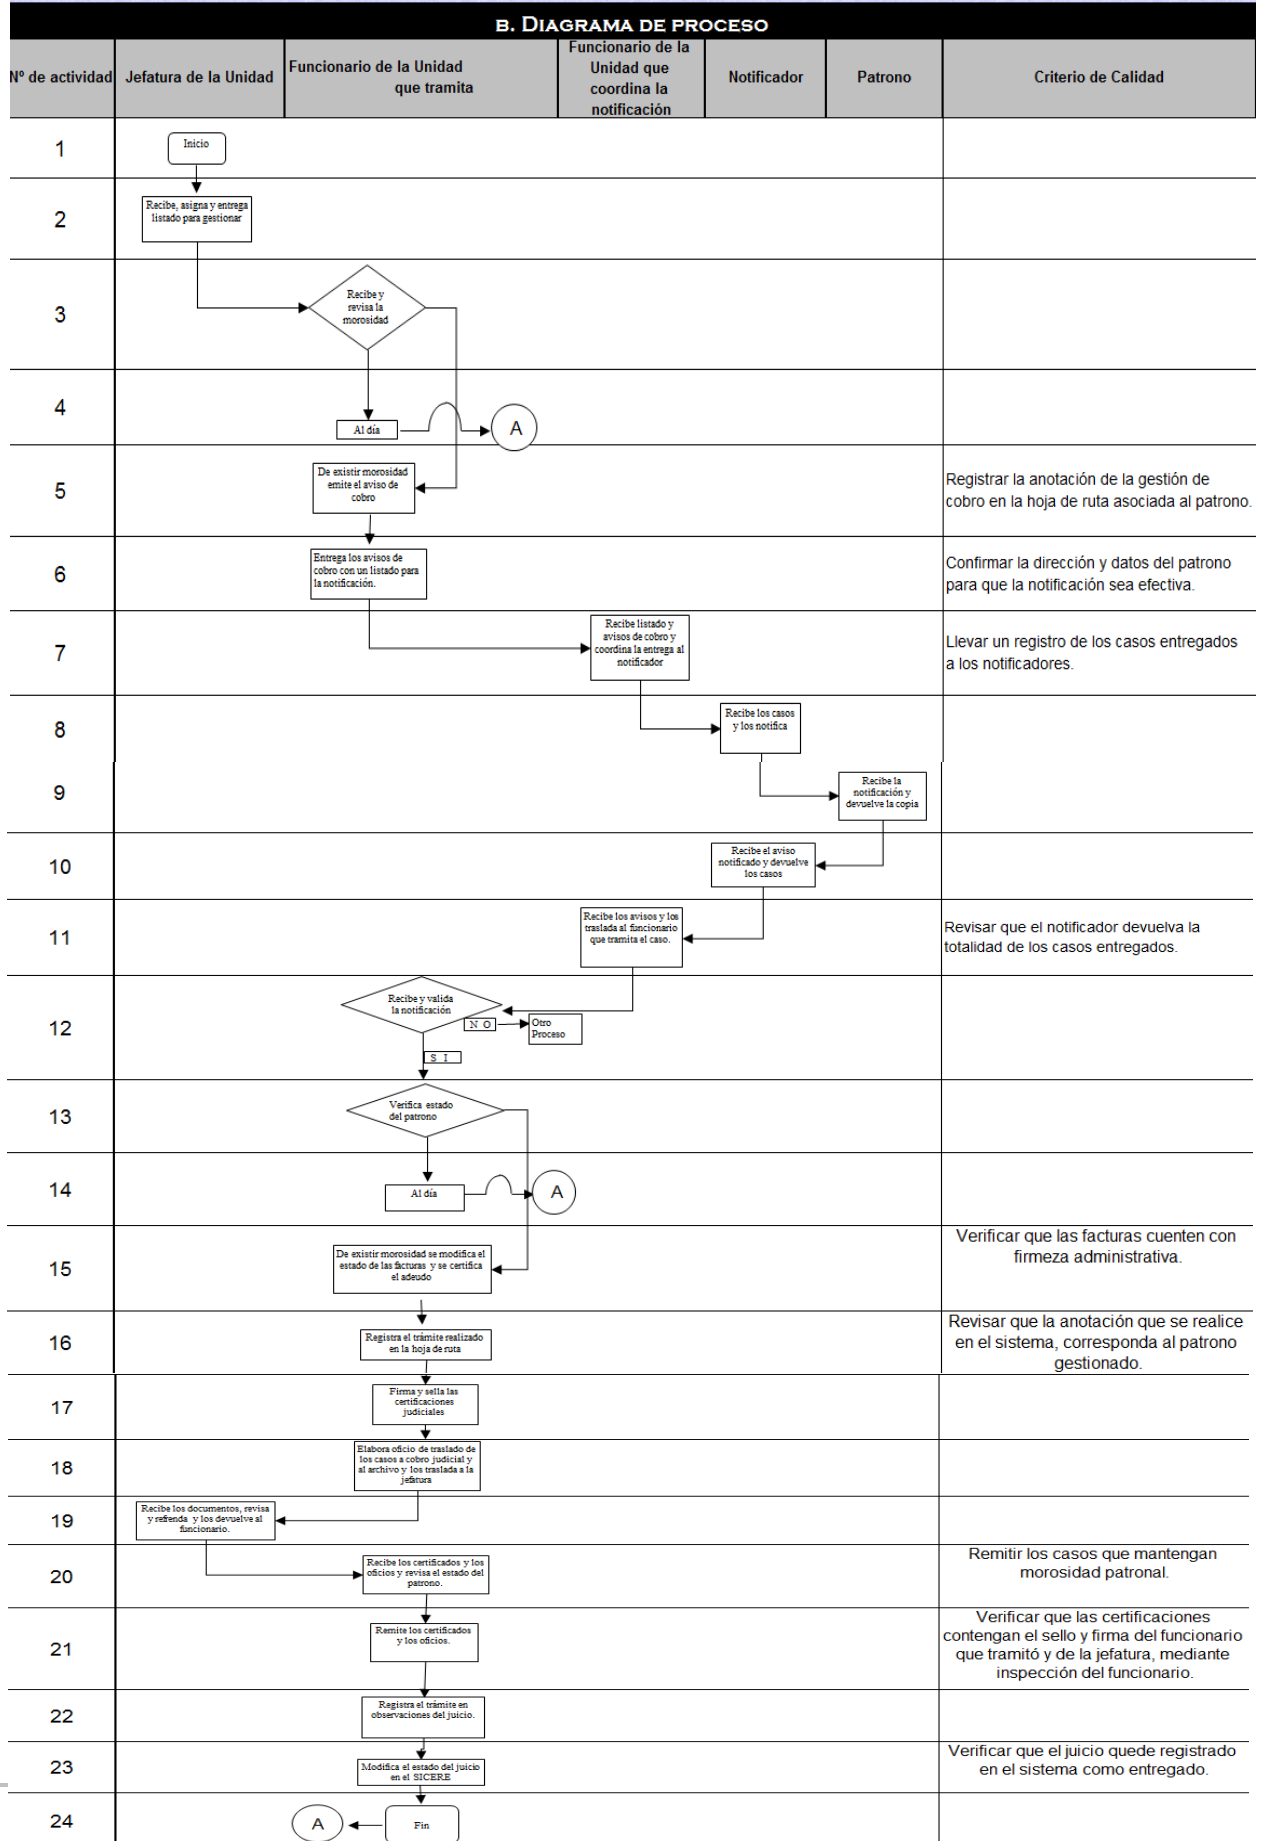 B. DIAGRAMA DE PROCESO
Nº de actividad
Jefatura de la Unidad
Funcionario de la Unidad
que tramita
Funcionario de la
Unidad que
coordina la
notificación
Notificador
Patrono
Criterio de Calidad
1
Inicio
2
Recibe, asigna y entrega
listado para gestionar
3
Recibe y
revisa la
morosidad
4
Al día
A
5
De existir morosidad
emite el aviso de
cobro
Registrar la anotación de la gestión de
cobro en la hoja de ruta asociada al patrono.
6
Entrega los avisos de
cobro con un listado para
la notificación.
Confirmar la dirección y datos del patrono
para que la notificación sea efectiva.
7
Recibe listado y
avisos de cobro y
coordina la entrega al
notificador
Llevar un registro de los casos entregados
a los notificadores.
8
Recibe los casos
y los notifica
9
Recibe la
notificación y
devuelve la copia
10
Recibe el aviso
notificado y devuelve
los casos
11
Recibe los avisos y los
traslada al funcionario
que tramita el caso.
Revisar que el notificador devuelva la
totalidad de los casos entregados.
12
Recibe y valida
la notificación
N O
Otro
Proceso
S I
13
Verifica estado
del patrono
14
Al día
A
15
De existir morosidad se modifica el
estado de las facturas y se certifica
el adeudo
Verificar que las facturas cuenten con
firmeza administrativa.
16
Registra el trámite realizado
en la hoja de ruta
Revisar que la anotación que se realice
en el sistema, corresponda al patrono
gestionado.
17
Firma y sella las
certificaciones
judiciales
18
Elabora oficio de traslado de
los casos a cobro judicial y
al archivo y los traslada a la
jefatura
19
Recibe los documentos, revisa
y refrenda y los devuelve al
funcionario.
20
Recibe los certificados y los
oficios y revisa el estado del
patrono.
Remitir los casos que mantengan
morosidad patronal.
21
Remite los certificados
y los oficios.
Verificar que las certificaciones
contengan el sello y firma del funcionario
que tramitó y de la jefatura, mediante
inspección del funcionario.
22
Registra el trámite en
observaciones del juicio.
23
Modifica el estado del juicio
en el SICERE
Verificar que el juicio quede registrado
en el sistema como entregado.
24
A
Fin